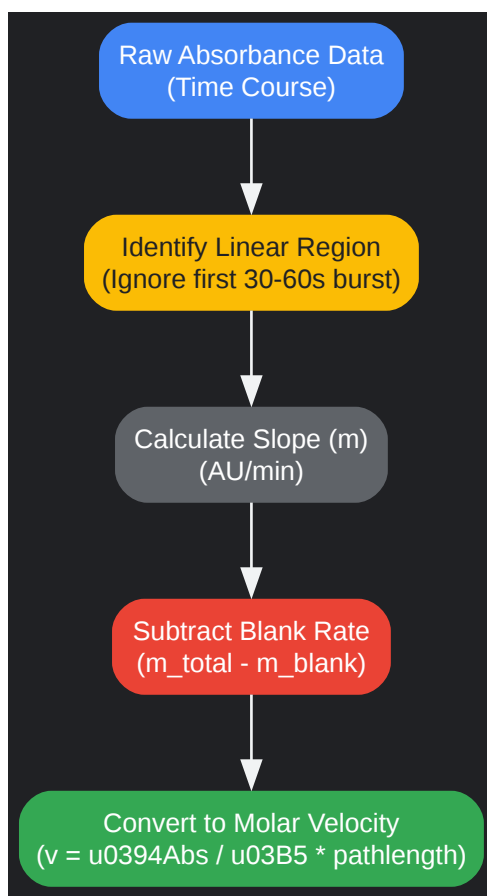 Raw Absorbance Data
(Time Course)
Identify Linear Region
(Ignore first 30-60s burst)
Calculate Slope (m)
(AU/min)
Subtract Blank Rate
(m_total - m_blank)
Convert to Molar Velocity
(v = u0394Abs / u03B5 * pathlength)